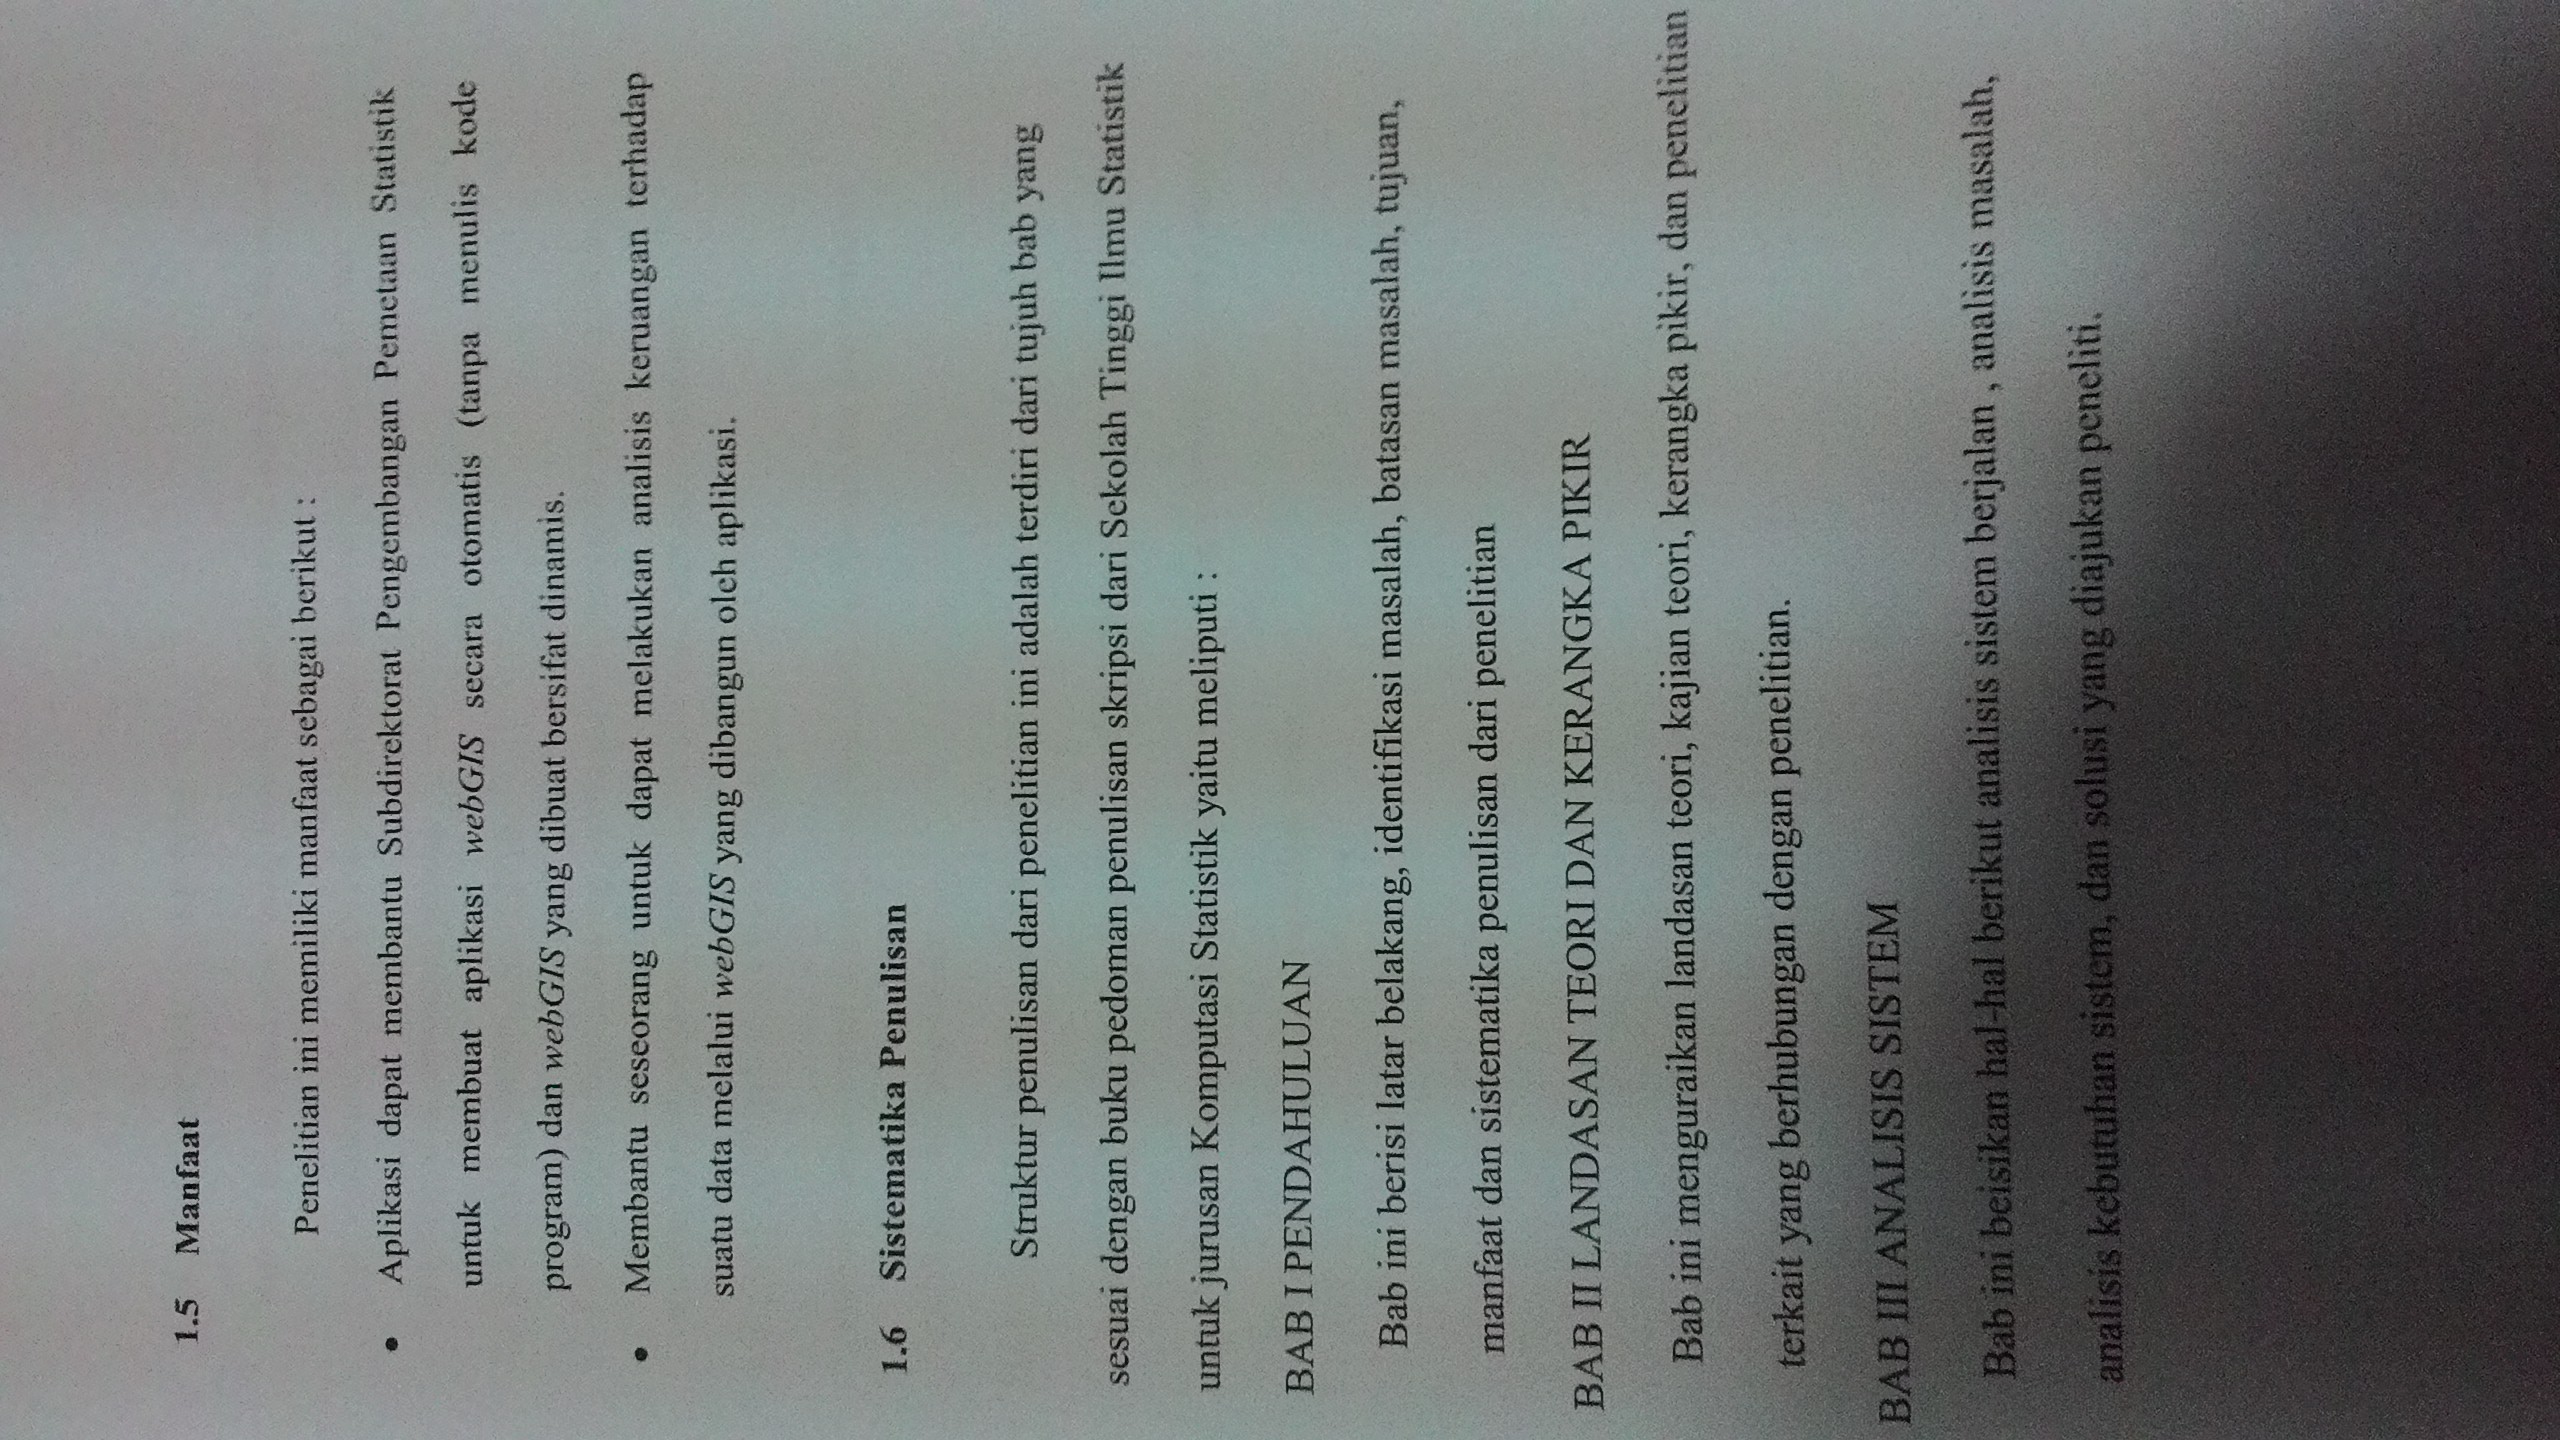 1.5 Manfaat
Penelitian ini memiliki manfaat sebagai berikut :
• Aplikasi dapat membantu Subdirektorat Pengembangan Pemetaan Statistik
untuk membuat aplikasi webGIS secara otomatis (tanpa menulis kode
program) dan webGIS yang dibuat bersifat dinamis.
• Membantu seseorang untuk dapat melakukan analisis keruangan terhadap
suatu data melalui webGIS yang dibangun oleh aplikasi.
1.6 Sistematika Penulisan
Struktur penulisan dari penelitian ini adalah terdiri dari tujuh bab yang
sesuai dengan buku pedoman penulisan skripsi dari Sekolah Tinggi Ilmu Statistik
untuk jurusan Komputasi Statistik yaitu meliputi :
BAB I PENDAHULUAN
Bab ini berisi latar belakang, identifikasi masalah, batasan masalah, tujuan,
manfaat dan sistematika penulisan dari penelitian
BAB II LANDASAN TEORI DAN KERANGKA PIKIR
Bab ini menguraikan landasan teori, kajian teori, kerangka pikir, dan penelitian
terkait yang berhubungan dengan penelitian.
BAB III ANALISIS SISTEM
Bab ini beisikan hal-hal berikut analisis sistem berjalan , analisis masalah,
analisis kebutuhan sistem, dan solusi yang diajukan peneliti.